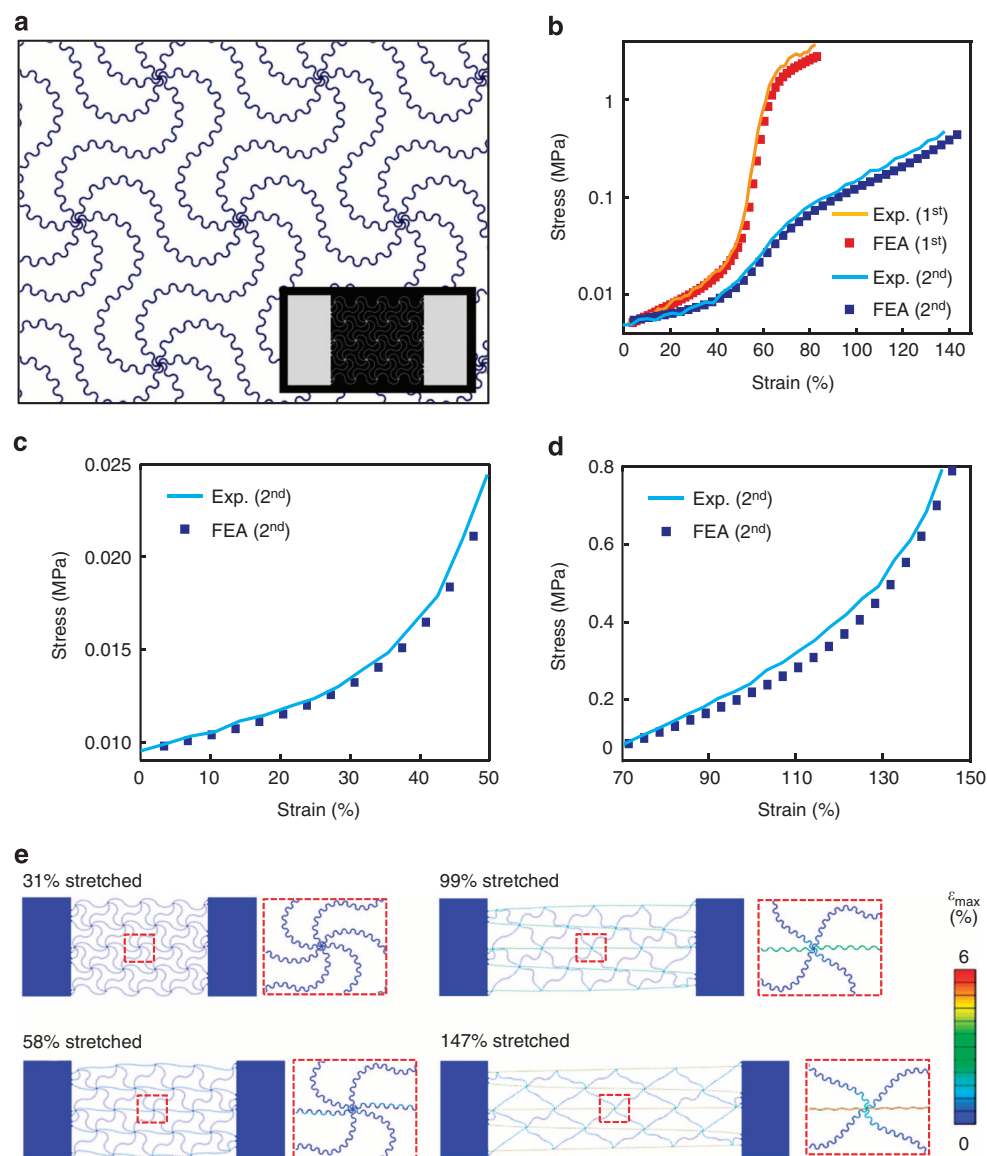 a
b
Stress (MPa)
1
0.1
0.01
Exp. (1st)
FEA (1st)
Exp. (2nd)
FEA (2nd)
0 20 40 60 80 100 120 140
Strain (%)
c
Stress (MPa)
0.025
0.020
0.015
0.010
Exp. (2nd)
FEA (2nd)
0 10 20 30 40 50
Strain (%)
d
Stress (MPa)
0.8
0.6
0.4
0.2
0
Exp. (2nd)
FEA (2nd)
70 90 110 130 150
Strain (%)
e
31% stretched
99% stretched
58% stretched
147% stretched
εmax
(%)
6
0